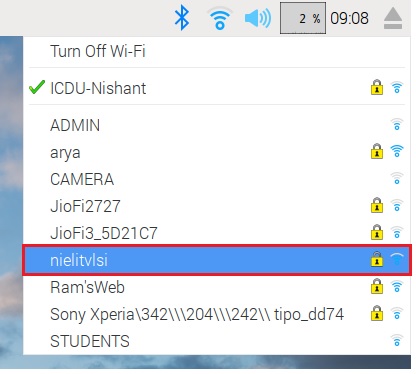 2 % 09:08
Turn Off Wi-Fi
ICDU-Nishant
ADMIN
arya
CAMERA
JioFi2727
JioFi3_5D21C7
nielitvlsi
Ram'sWeb
Sony Xperia\342\\\204\\\242\\ tipo_dd74
STUDENTS